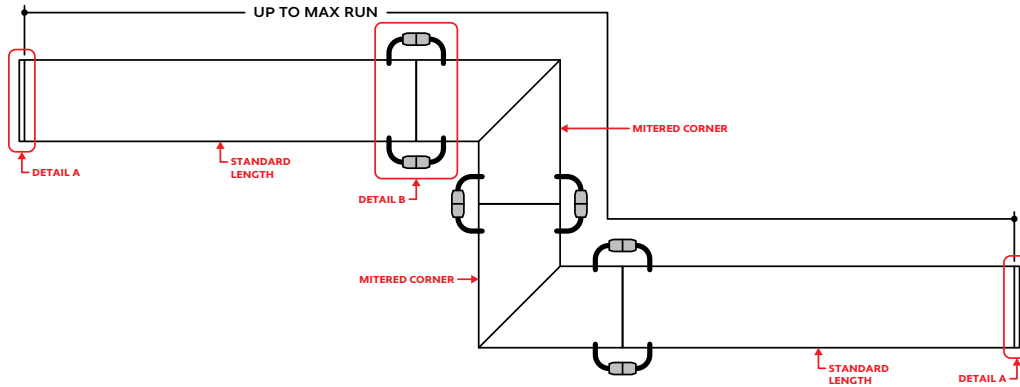 UP TO MAX RUN
MITERED CORNER
STANDARD
LENGTH
DETAIL A
DETAIL B
MITERED CORNER
STANDARD
LENGTH
DETAIL A